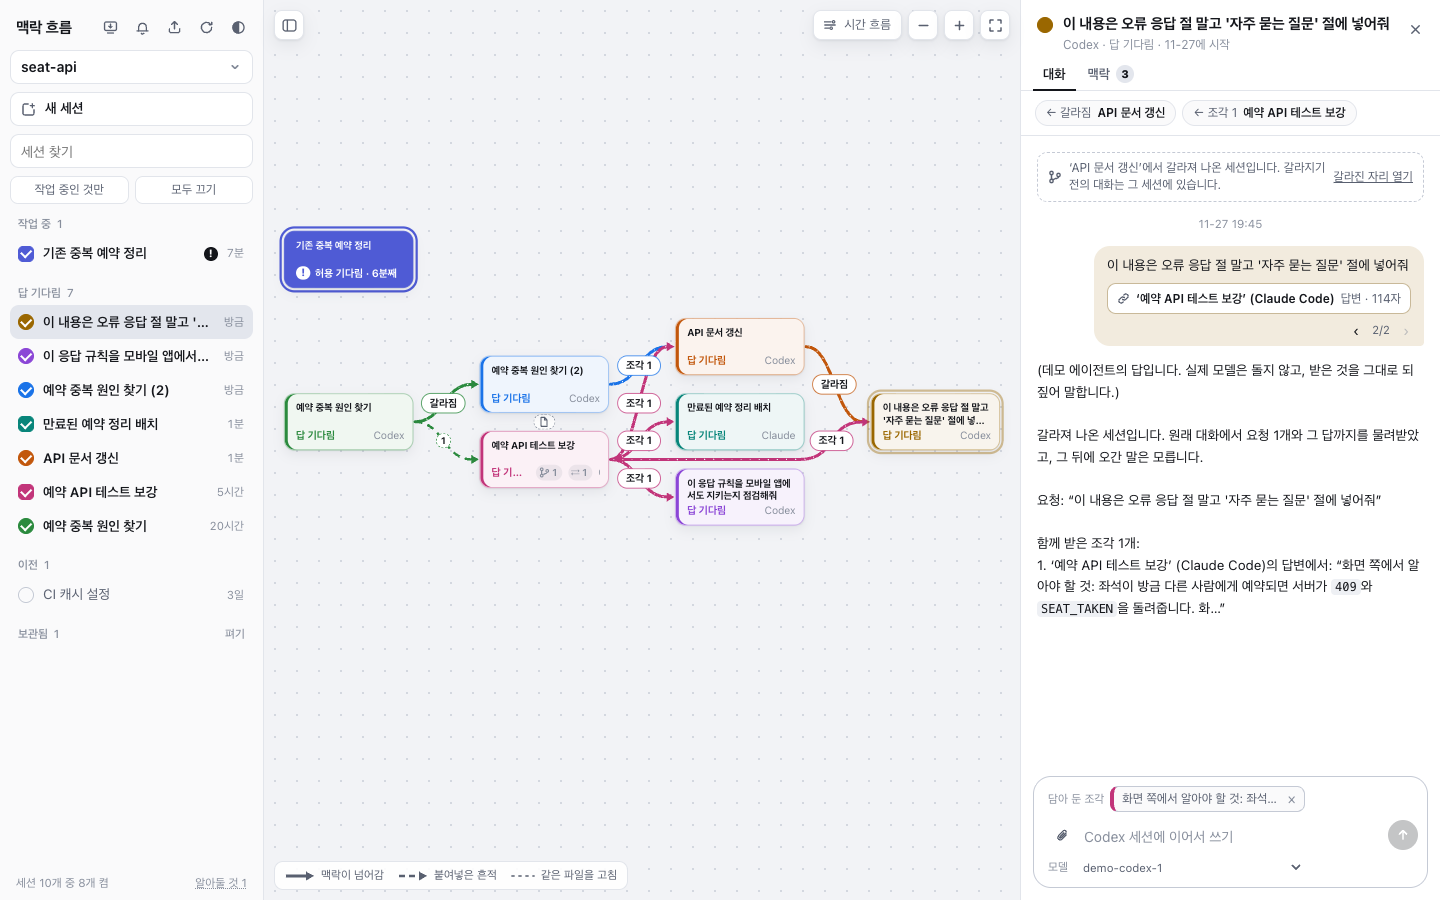 맥락 흐름
seat-api
새 세션
세션 찾기
작업 중인 것만
모두 끄기
작업 중 1
기존 중복 예약 정리
7분
답 기다림 7
이 내용은 오류 응답 절 말고 '...
방금
이 응답 규칙을 모바일 앱에서...
방금
예약 중복 원인 찾기 (2)
방금
만료된 예약 정리 배치
1분
API 문서 갱신
1분
예약 API 테스트 보강
5시간
예약 중복 원인 찾기
20시간
이전 1
CI 캐시 설정
3일
보관됨 1
펴기
세션 10개 중 8개 켬
알아둘 것 1
시간 흐름
기존 중복 예약 정리
! 허용 기다림 · 6분째
예약 중복 원인 찾기
답 기다림
Codex
갈라짐
1
예약 중복 원인 찾기 (2)
답 기다림
Codex
예약 API 테스트 보강
답 기...
1
1
조각 1
조각 1
조각 1
조각 1
API 문서 갱신
답 기다림
Codex
만료된 예약 정리 배치
답 기다림
Claude
이 응답 규칙을 모바일 앱에
서도 지키는지 점검해줘
답 기다림
Codex
갈라짐
조각 1
이 내용은 오류 응답 절 말고
'자주 묻는 질문' 절에 넣...
답 기다림
Codex
맥락이 넘어감
붙여넣은 흔적
같은 파일을 고침
이 내용은 오류 응답 절 말고 '자주 묻는 질문' 절에 넣어줘
Codex · 답 기다림 · 11-27에 시작
대화
맥락 3
← 갈라짐 API 문서 갱신
← 조각 1 예약 API 테스트 보강
‘API 문서 갱신’에서 갈라져 나온 세션입니다. 갈라지기
전의 대화는 그 세션에 있습니다.
갈라진 자리 열기
11-27 19:45
이 내용은 오류 응답 절 말고 '자주 묻는 질문' 절에 넣어줘
‘예약 API 테스트 보강’ (Claude Code) 답변 · 114자
‹ 2/2 ›
(데모 에이전트의 답입니다. 실제 모델은 돌지 않고, 받은 것을 그대로 되
짚어 말합니다.)
갈라져 나온 세션입니다. 원래 대화에서 요청 1개와 그 답까지를 물려받았
고, 그 뒤에 오간 말은 모릅니다.
요청: “이 내용은 오류 응답 절 말고 '자주 묻는 질문' 절에 넣어줘”
함께 받은 조각 1개:
1. ‘예약 API 테스트 보강’ (Claude Code)의 답변에서: “화면 쪽에서 알
아야 할 것: 좌석이 방금 다른 사람에게 예약되면 서버가 409 와
SEAT_TAKEN 을 돌려줍니다. 화...”
담아 둔 조각
화면 쪽에서 알아야 할 것: 좌석... ×
Codex 세션에 이어서 쓰기
모델
demo-codex-1